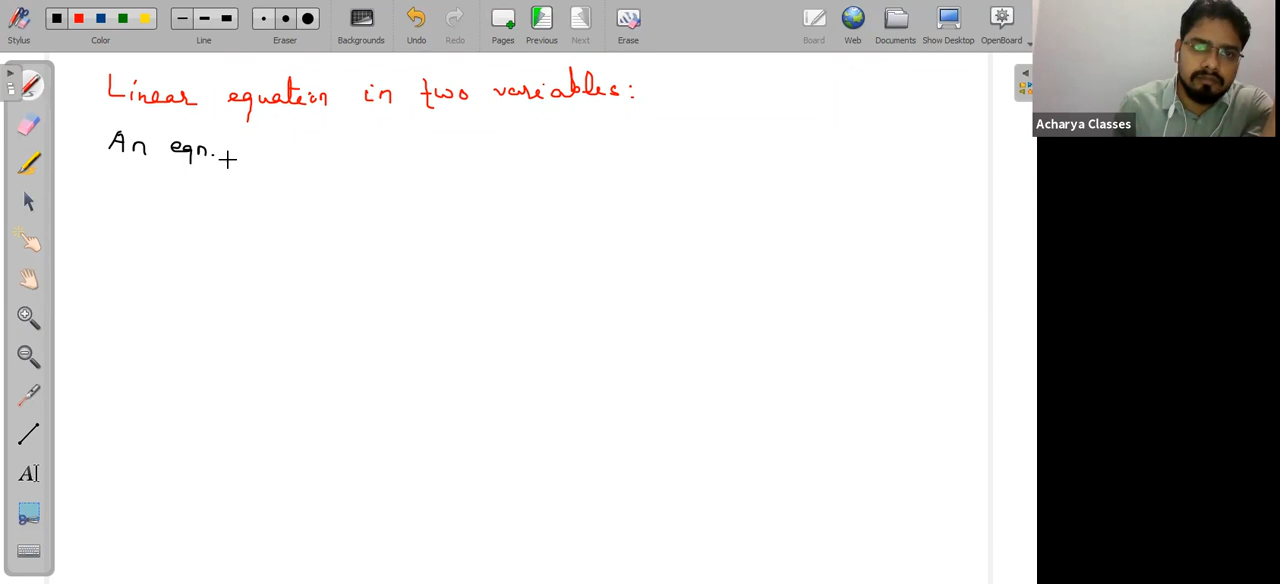 Stylus
Color
Line
Eraser
Backgrounds
Undo
Redo
Pages
Previous
Next
Erase
Board
Web
Documents
Show Desktop
OpenBoard
Linear equation in two variables:
An eqn.
Acharya Classes